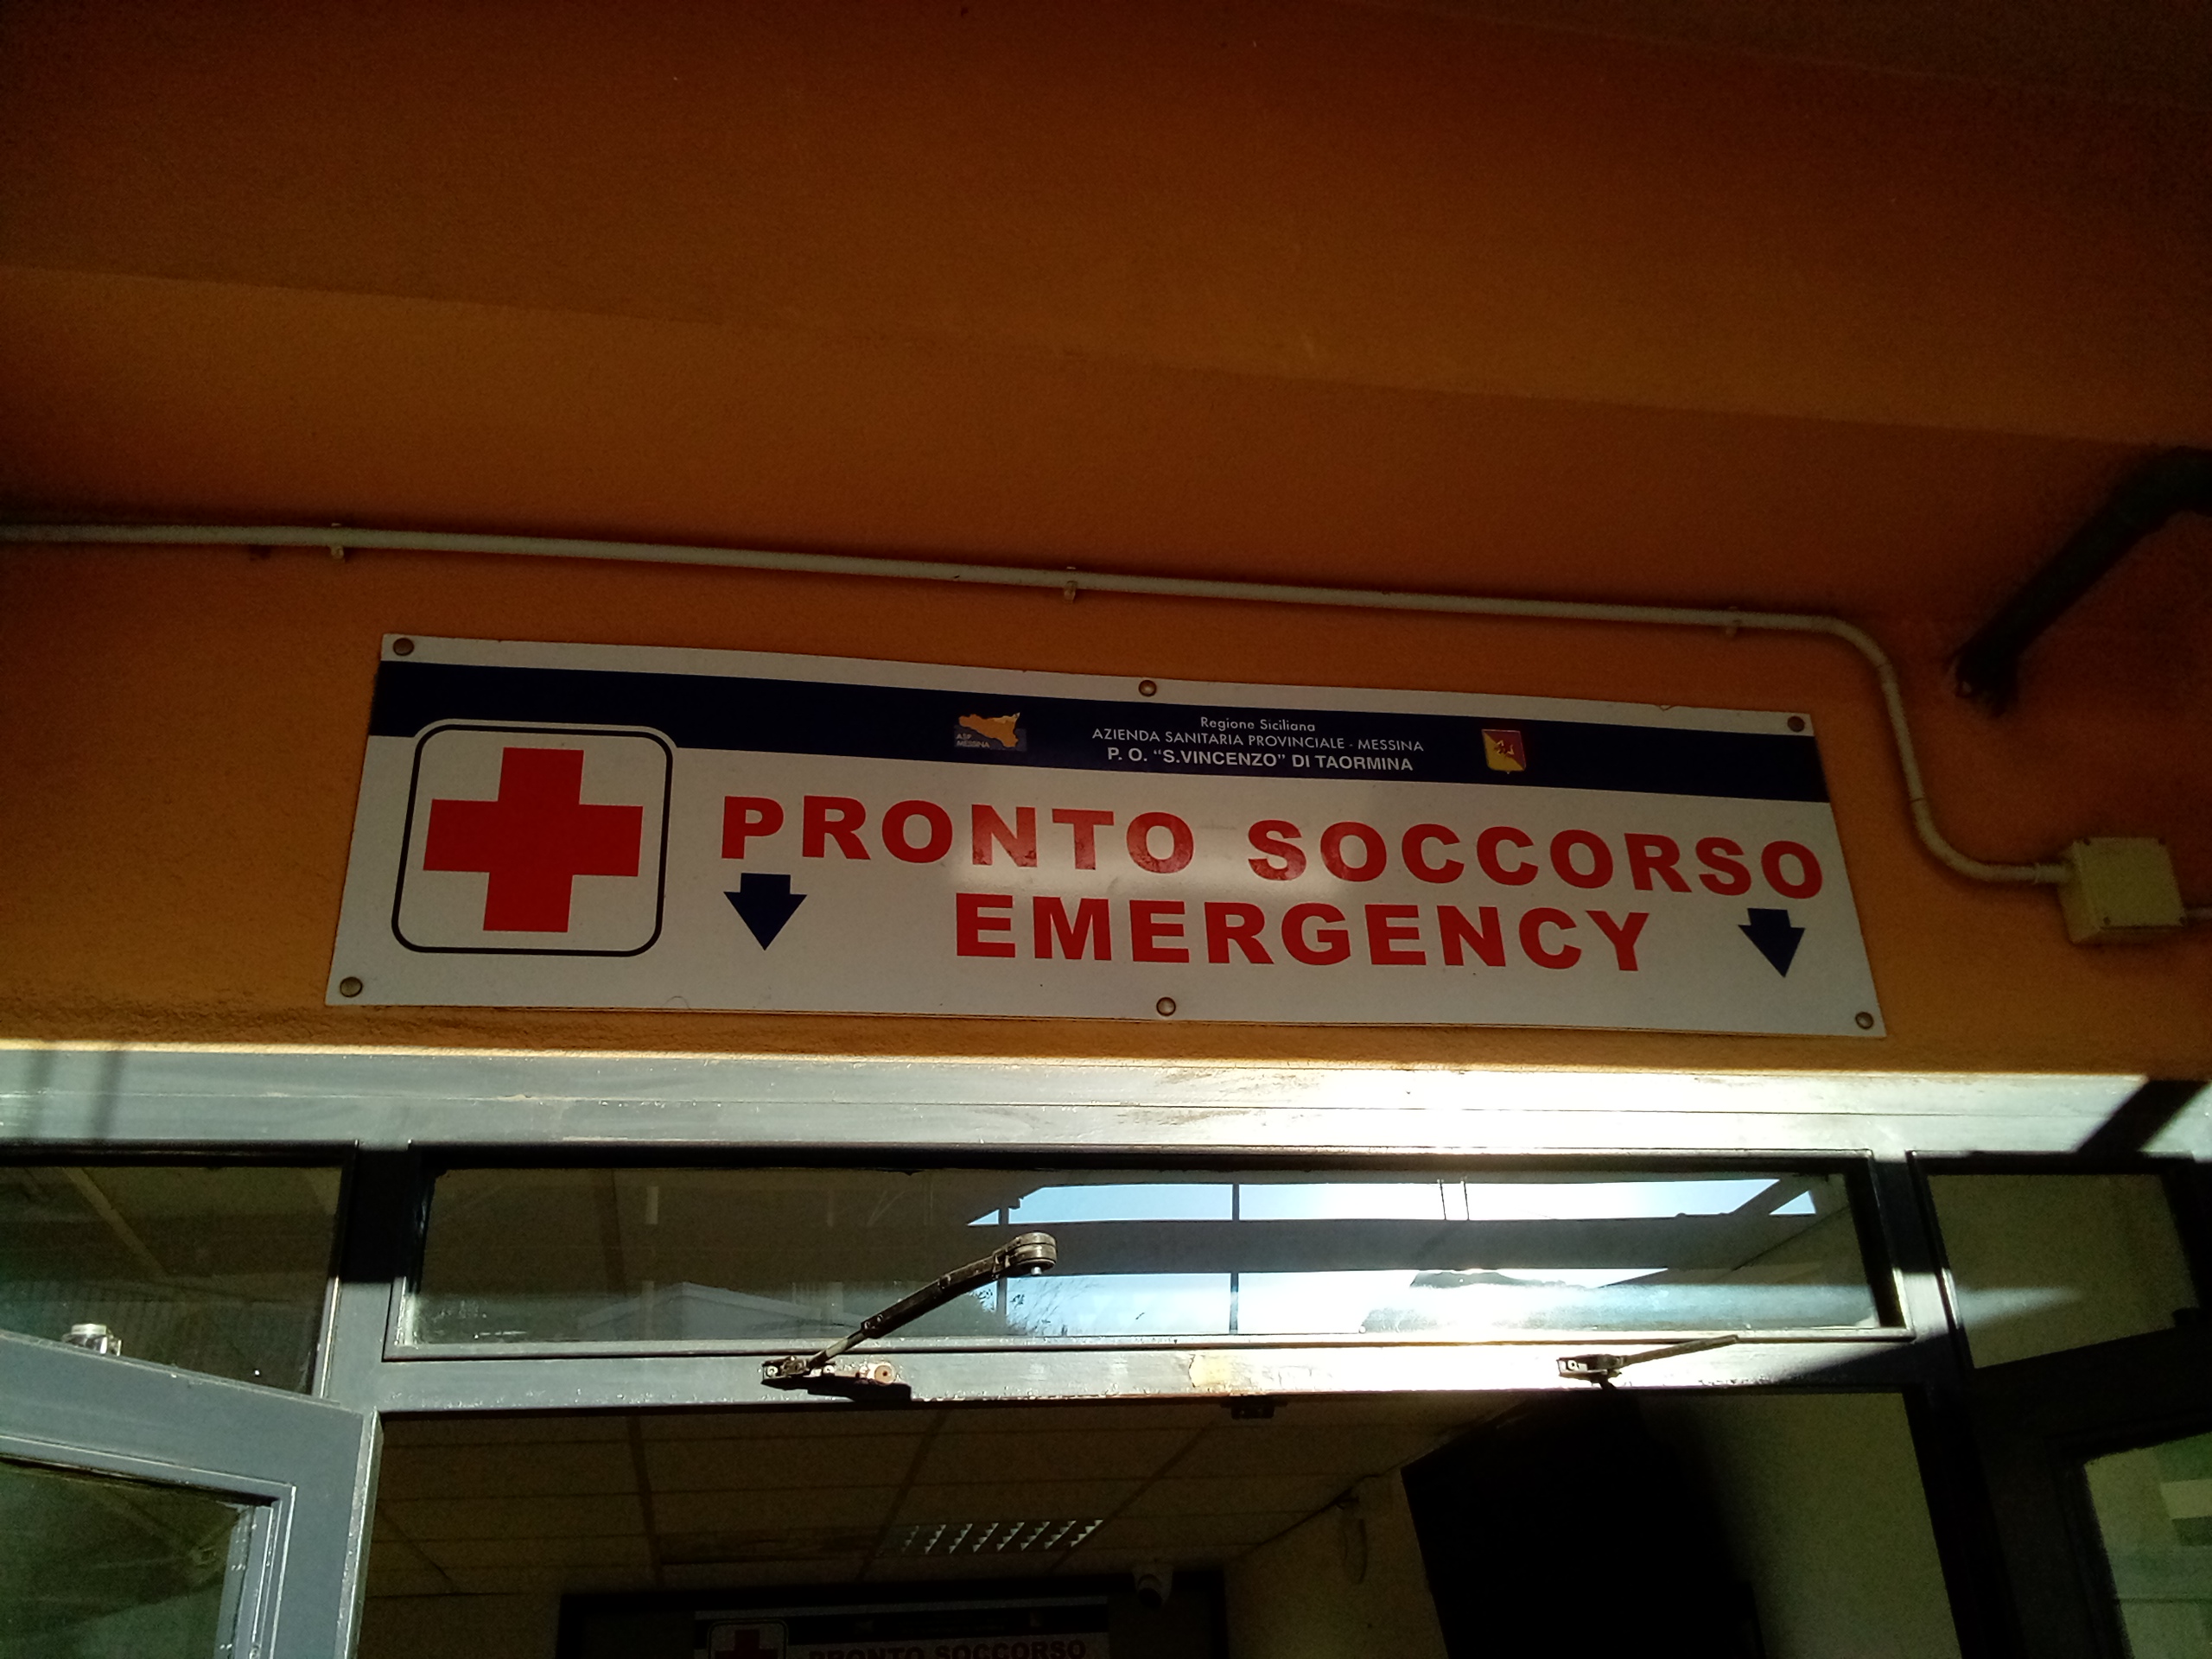 ASP
MESSINA
Regione Siciliana
AZIENDA SANITARIA PROVINCIALE - MESSINA
P. O. “S.VINCENZO” DI TAORMINA
PRONTO SOCCORSO
EMERGENCY
PRONTO SOCCORSO